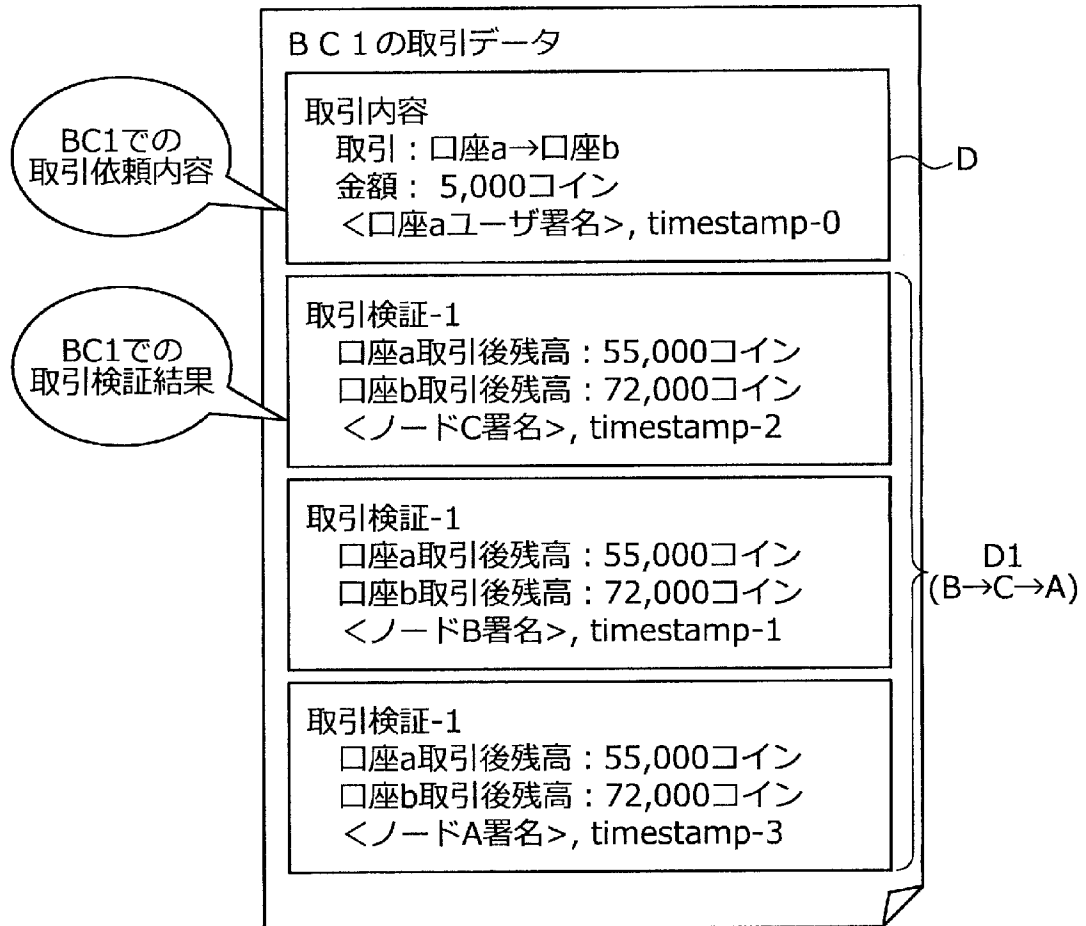 BC1の取引データ
BC1での
取引依頼内容
取引内容
取引:口座a→口座b
金額: 5,000コイン
<口座aユーザ署名>, timestamp-0
D
BC1での
取引検証結果
取引検証-1
口座a取引後残高:55,000コイン
口座b取引後残高:72,000コイン
<ノードC署名>, timestamp-2
取引検証-1
口座a取引後残高:55,000コイン
口座b取引後残高:72,000コイン
<ノードB署名>, timestamp-1
D1
(B→C→A)
取引検証-1
口座a取引後残高:55,000コイン
口座b取引後残高:72,000コイン
<ノードA署名>, timestamp-3